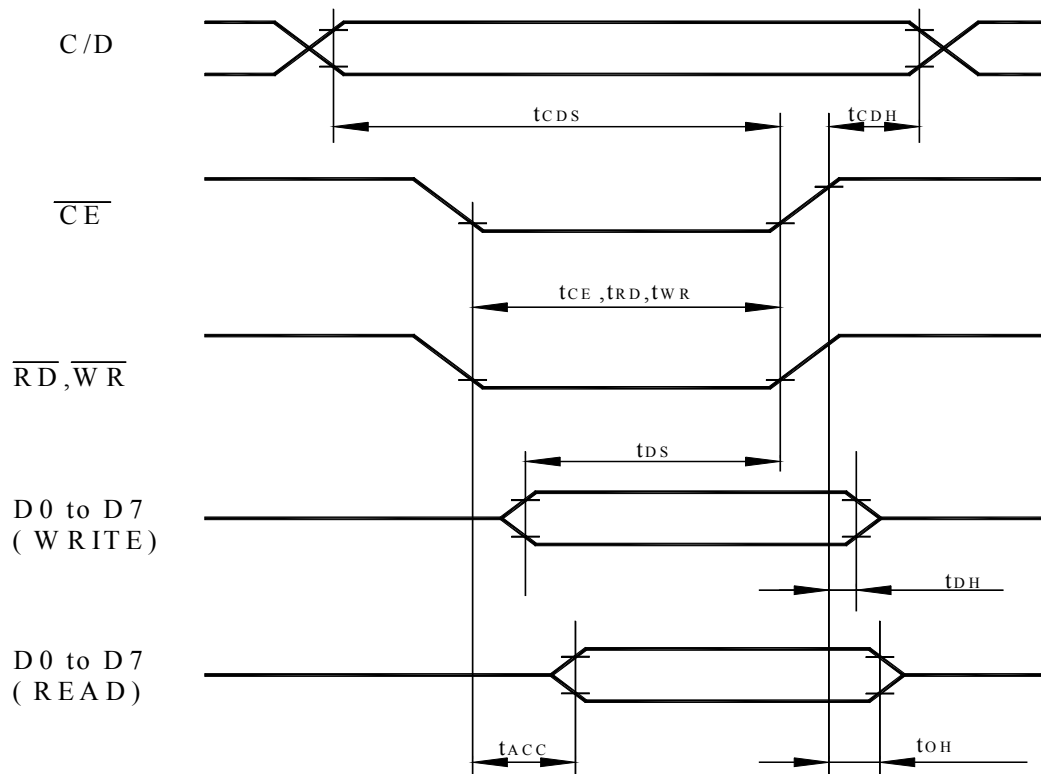 C/D
tCDS
tCDH
CE
tCE ,tRD,tWR
RD,WR
tDS
D0 to D7
( WRITE)
tDH
D0 to D7
( READ)
tACC
tOH